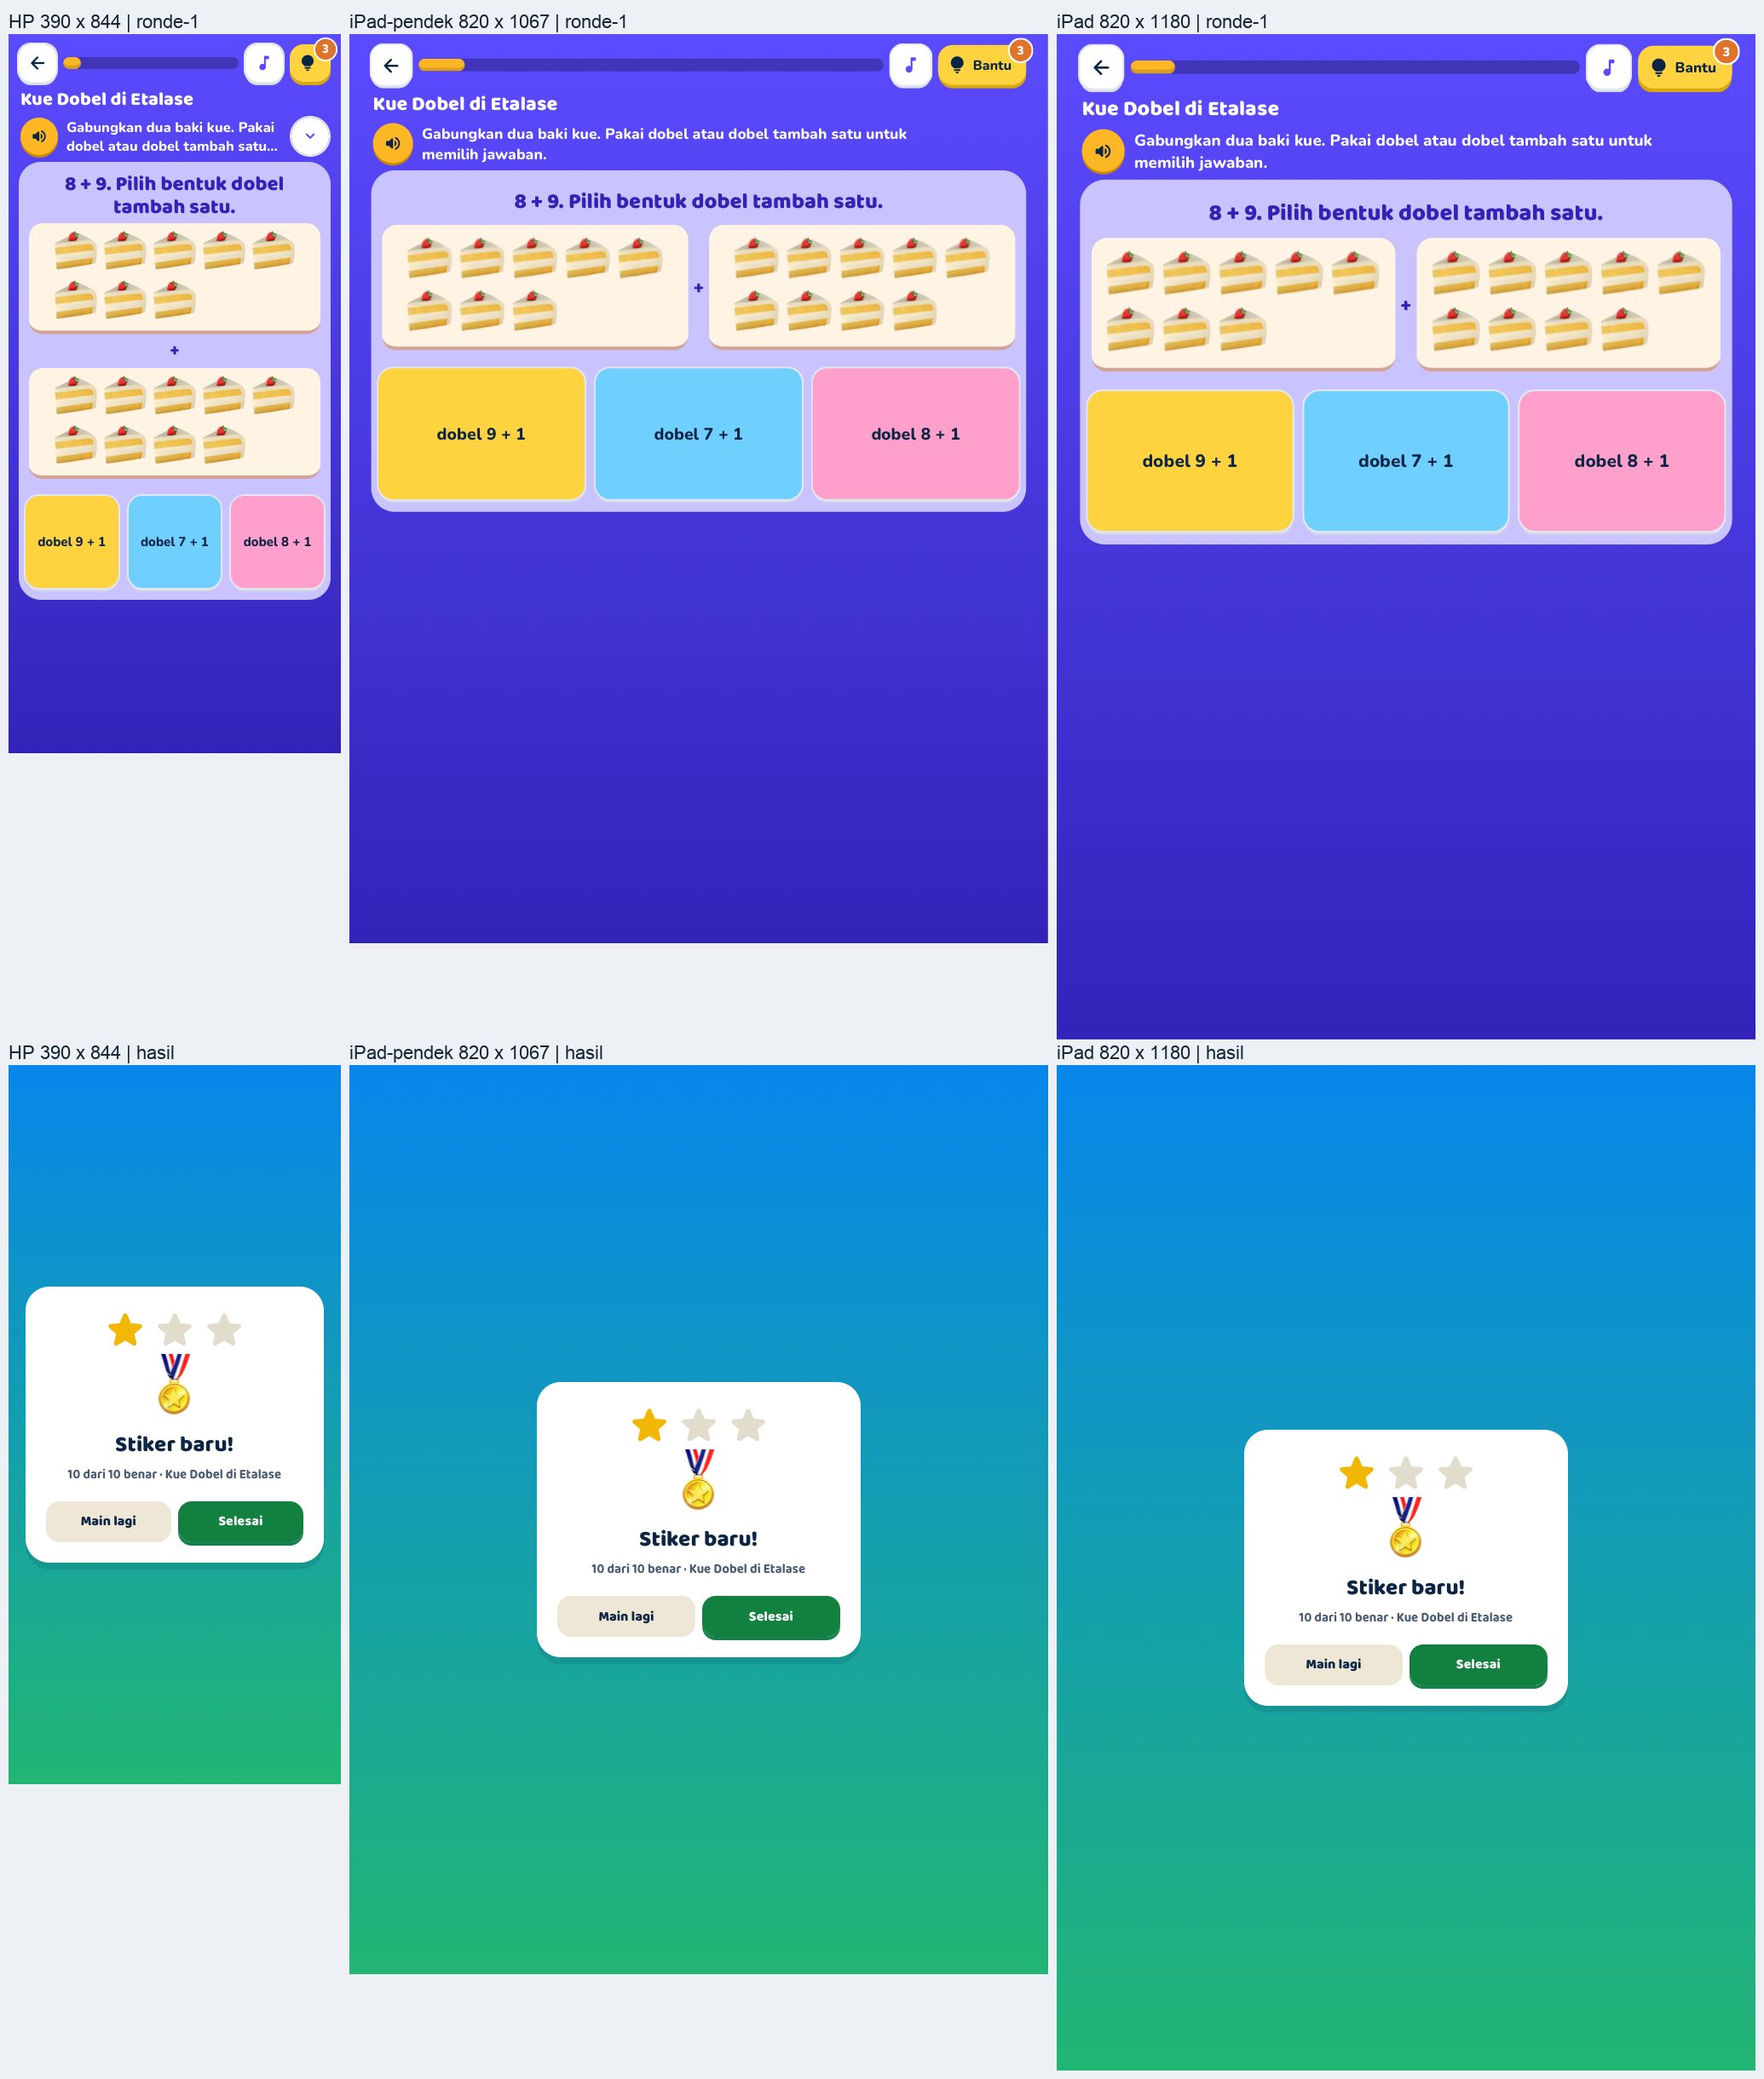 HP 390 x 844 | ronde-1
3
Kue Dobel di Etalase
Gabungkan dua baki kue. Pakai
dobel atau dobel tambah satu...
8 + 9. Pilih bentuk dobel
tambah satu.
+
dobel 9 + 1
dobel 7 + 1
dobel 8 + 1
iPad-pendek 820 x 1067 | ronde-1
Bantu
3
Kue Dobel di Etalase
Gabungkan dua baki kue. Pakai dobel atau dobel tambah satu untuk
memilih jawaban.
8 + 9. Pilih bentuk dobel tambah satu.
+
dobel 9 + 1
dobel 7 + 1
dobel 8 + 1
iPad 820 x 1180 | ronde-1
Bantu
3
Kue Dobel di Etalase
Gabungkan dua baki kue. Pakai dobel atau dobel tambah satu untuk
memilih jawaban.
8 + 9. Pilih bentuk dobel tambah satu.
+
dobel 9 + 1
dobel 7 + 1
dobel 8 + 1
HP 390 x 844 | hasil
Stiker baru!
10 dari 10 benar · Kue Dobel di Etalase
Main lagi
Selesai
iPad-pendek 820 x 1067 | hasil
Stiker baru!
10 dari 10 benar · Kue Dobel di Etalase
Main lagi
Selesai
iPad 820 x 1180 | hasil
Stiker baru!
10 dari 10 benar · Kue Dobel di Etalase
Main lagi
Selesai